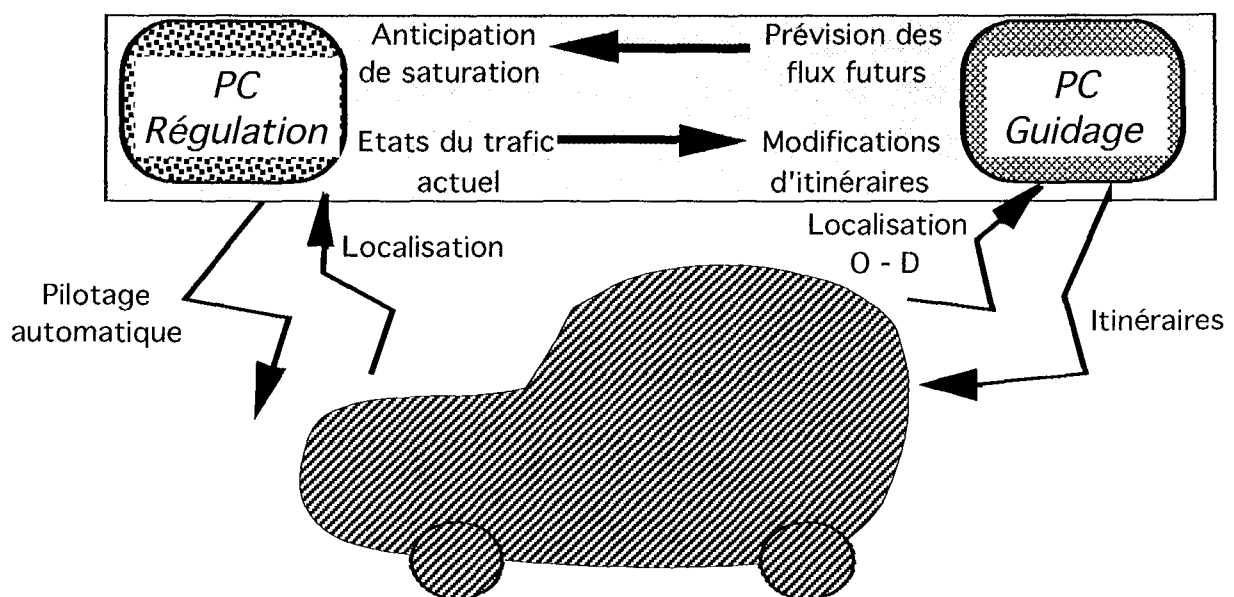 PC
Régulation
Anticipation
de saturation
Prévision des
flux futurs
Etats du trafic
actuel
Modifications
d'itinéraires
PC
Guidage
Localisation
Localisation
O - D
Pilotage
automatique
Itinéraires